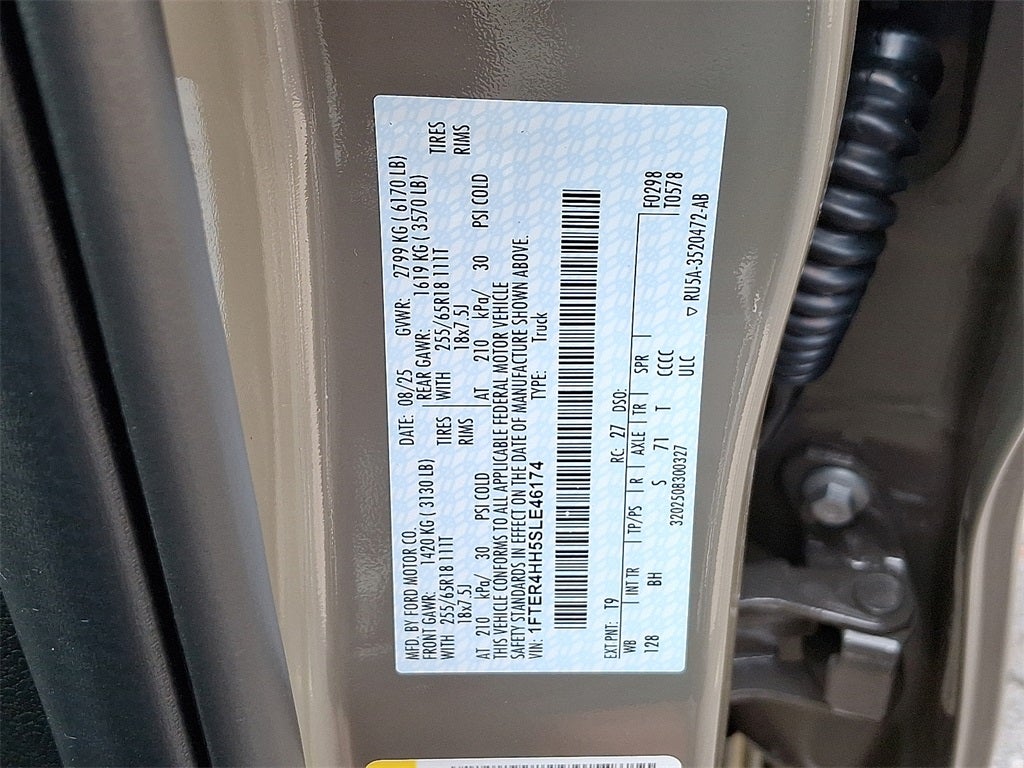 MFD. BY FORD MOTOR CO. DATE: 08/25 GVWR: 2799 KG ( 6170 LB)
FRONT GAWR: 1420 KG ( 3130 LB) REAR GAWR: 1619 KG ( 3570 LB)
WITH 255/65R18 111T TIRES WITH 255/65R18 111T TIRES
18x7.5J RIMS 18x7.5J RIMS
AT 210 kPa/ 30 PSI COLD AT 210 kPa/ 30 PSI COLD
THIS VEHICLE CONFORMS TO ALL APPLICABLE FEDERAL MOTOR VEHICLE
SAFETY STANDARDS IN EFFECT ON THE DATE OF MANUFACTURE SHOWN ABOVE.
VIN: 1FTER4HH5SLE46174 TYPE: Truck
EXT.PNT: T9 RC: 27 DSO:
WB INT TR TP/PS R AXLE TR SPR F0298
128 BH S 71 T CCCC T0578
ULC
320250B300327 RU5A-3520472-AB